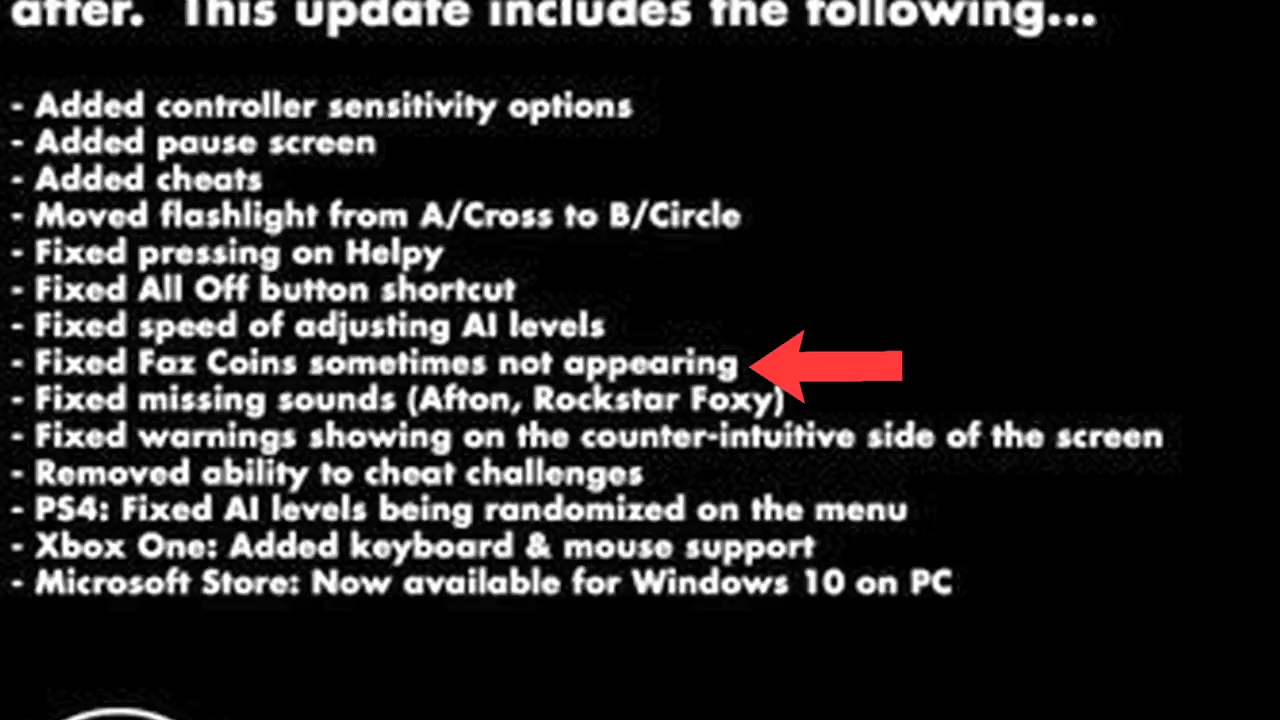 after. This update includes the following...
- Added controller sensitivity options
- Added pause screen
- Added cheats
- Moved flashlight from A/Cross to B/Circle
- Fixed pressing on Helpy
- Fixed All Off button shortcut
- Fixed speed of adjusting AI levels
- Fixed Faz Coins sometimes not appearing
- Fixed missing sounds (Afton, Rockstar Foxy)
- Fixed warnings showing on the counter-intuitive side of the screen
- Removed ability to cheat challenges
- PS4: Fixed AI levels being randomized on the menu
- Xbox One: Added keyboard & mouse support
- Microsoft Store: Now available for Windows 10 on PC